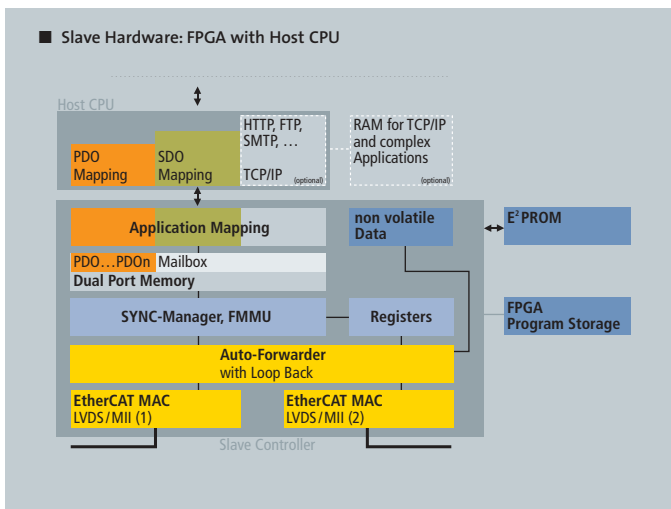 ■ Slave Hardware: FPGA with Host CPU
Host CPU
PDO
Mapping
SDO
Mapping
HTTP, FTP,
SMTP, …
TCP/IP
(optional)
RAM for TCP/IP
and complex
Applications
(optional)
Application Mapping
non volatile
Data
E²PROM
PDO…PDOn
Mailbox
Dual Port Memory
SYNC-Manager, FMMU
Registers
FPGA
Program Storage
Auto-Forwarder
with Loop Back
EtherCAT MAC
LVDS/MII (1)
EtherCAT MAC
LVDS/MII (2)
Slave Controller